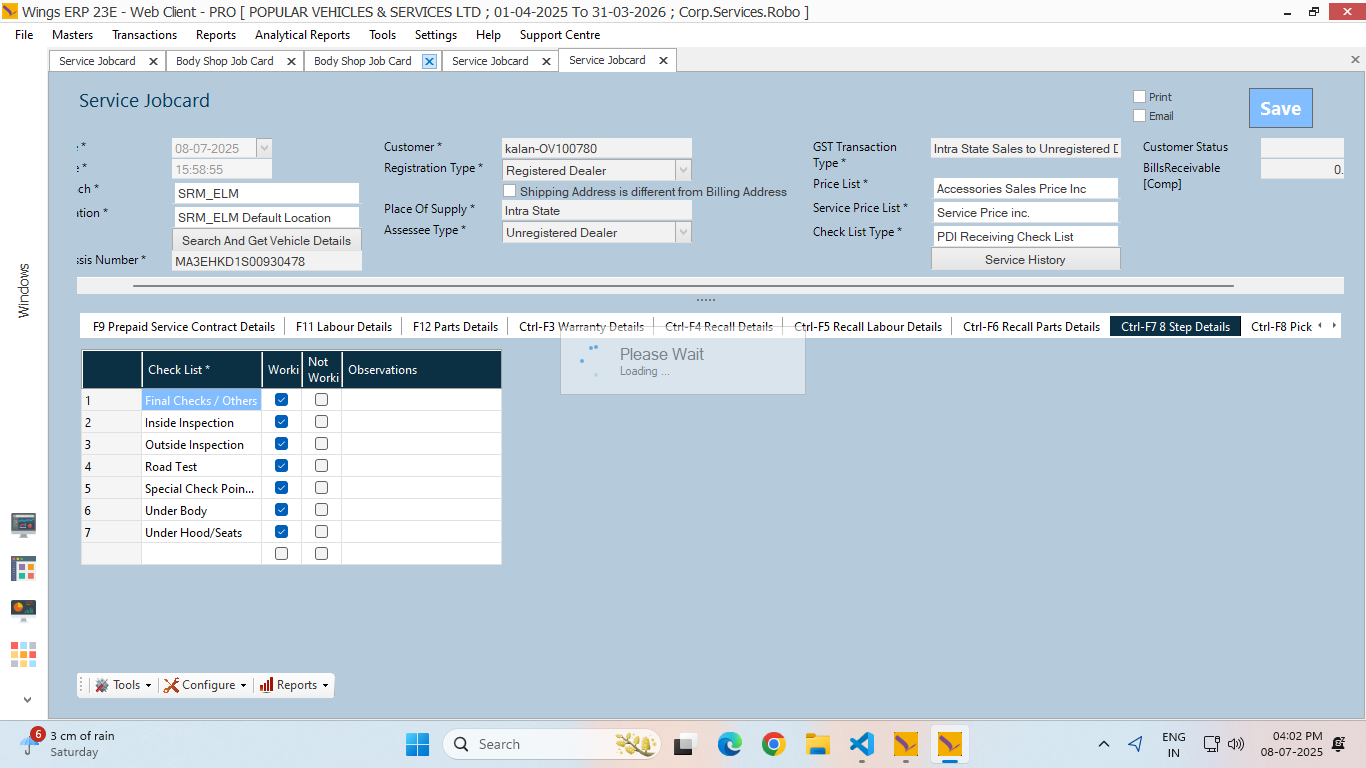 Wings ERP 23E - Web Client - PRO [ POPULAR VEHICLES & SERVICES LTD ; 01-04-2025 To 31-03-2026 ; Corp.Services.Robo ]
File Masters Transactions Reports Analytical Reports Tools Settings Help Support Centre
Service Jobcard Body Shop Job Card Body Shop Job Card Service Jobcard Service Jobcard
Service Jobcard
Print
Email
Save
08-07-2025
15:58:55
ch *
SRM_ELM
ation *
SRM_ELM Default Location
Search And Get Vehicle Details
ssis Number *
MA3EHKD1S00930478
Customer *
kalan-OV100780
Registration Type *
Registered Dealer
Shipping Address is different from Billing Address
Place Of Supply *
Intra State
Assessee Type *
Unregistered Dealer
GST Transaction
Type *
Intra State Sales to Unregistered D
Price List *
Accessories Sales Price Inc
Service Price List *
Service Price inc.
Check List Type *
PDI Receiving Check List
Service History
Customer Status
BillsReceivable
[Comp]
0.
Windows
F9 Prepaid Service Contract Details F11 Labour Details F12 Parts Details Ctrl-F3 Warranty Details Ctrl-F4 Recall Details Ctrl-F5 Recall Labour Details Ctrl-F6 Recall Parts Details Ctrl-F7 8 Step Details Ctrl-F8 Pick
Please Wait
Loading ...
Check List * Worki Not Worki Observations
1 Final Checks / Others
2 Inside Inspection
3 Outside Inspection
4 Road Test
5 Special Check Poin...
6 Under Body
7 Under Hood/Seats
Tools Configure Reports
6
3 cm of rain
Saturday
Search
ENG
IN
04:02 PM
08-07-2025